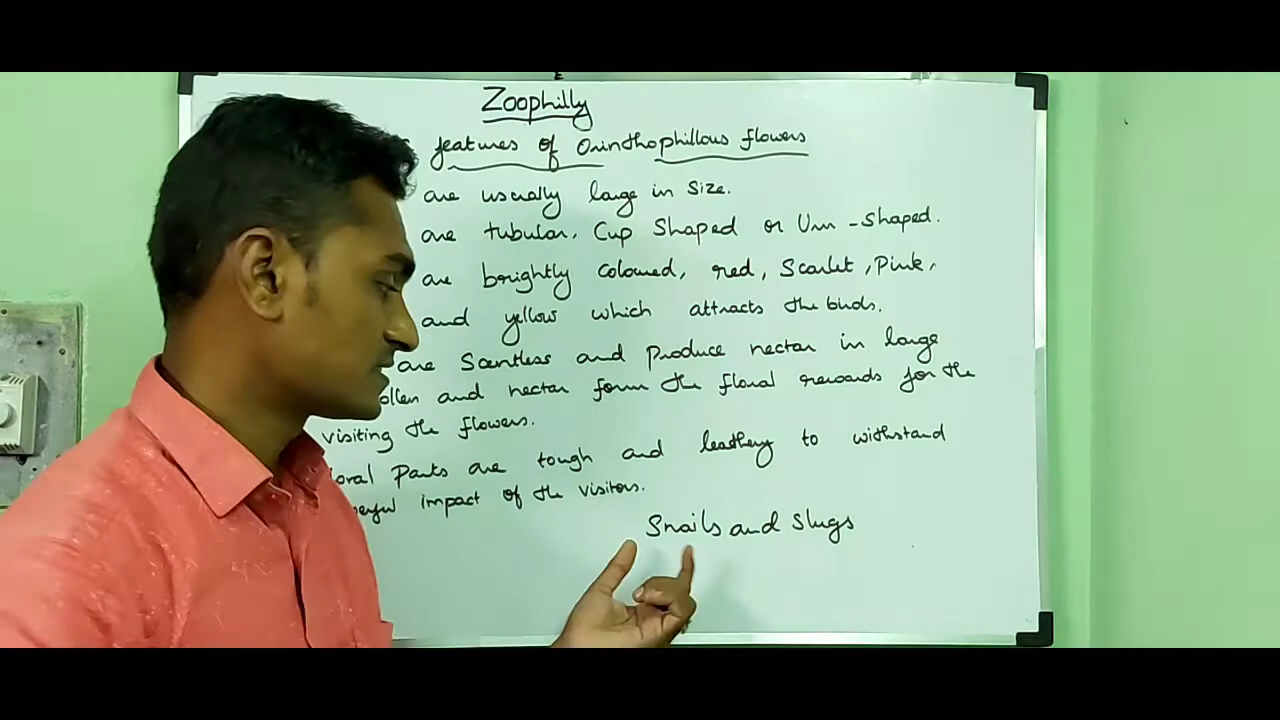 Zoophilly
features of Orinthophillous flowers
are usually large in size.
are tubular, Cup Shaped or Urn -shaped.
are brightly coloured, red, Scarlet, Pink,
and yellow which attracts the birds.
are Scentless and Produce nectar in large
ollen and nectar form the floral rewards for the
visiting the flowers.
oral Parts are tough and leathery to withstand
impact of the visitors.
Snails and Slugs